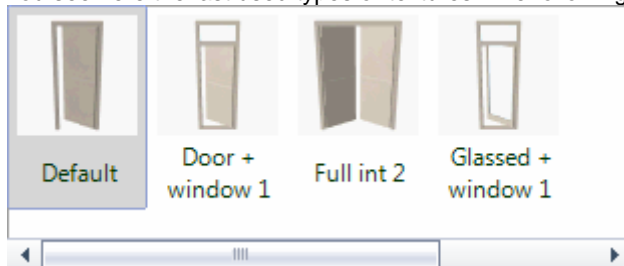 Default
Door +
window 1
Full int 2
Glassed +
window 1